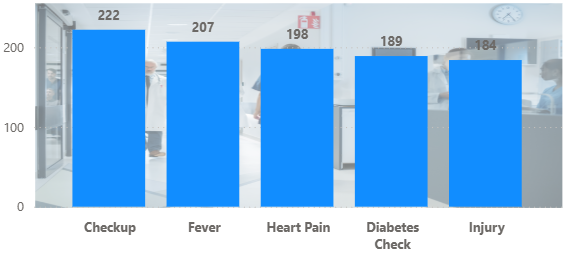 222
207
198
189
184
200
100
0
Checkup
Fever
Heart Pain
Diabetes
Check
Injury